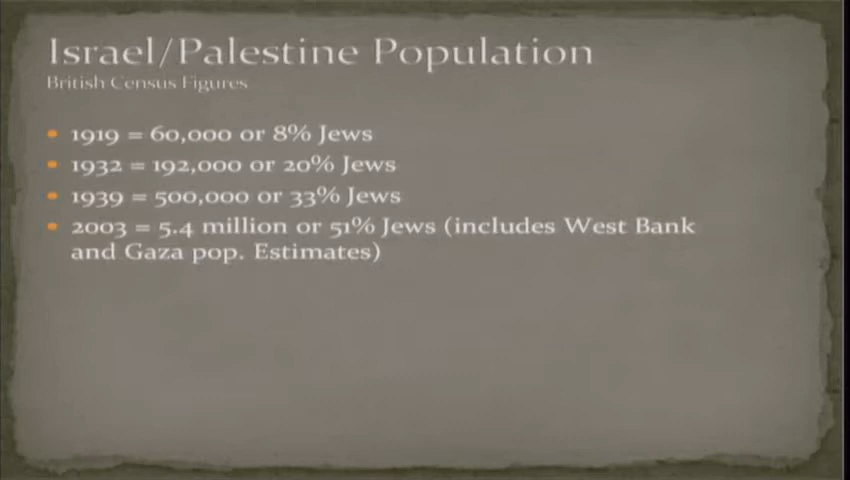 Israel/Palestine Population
British Census Figures
• 1919 = 60,000 or 8% Jews
• 1932 = 192,000 or 20% Jews
• 1939 = 500,000 or 33% Jews
• 2003 = 5.4 million or 51% Jews (includes West Bank
and Gaza pop. Estimates)